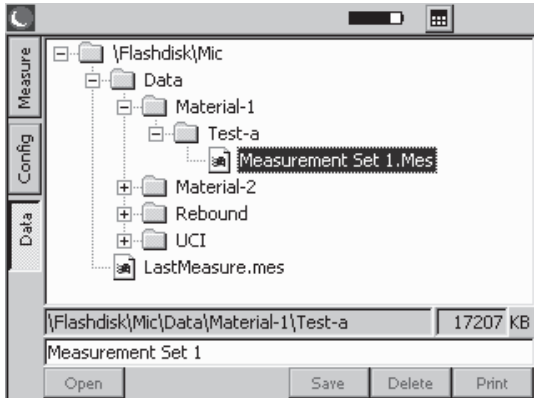 \Flashdisk\Mic
Measure
Data
Material-1
Test-a
Config
Measurement Set 1.Mes
Material-2
Rebound
Data
UCI
LastMeasure.mes
\Flashdisk\Mic\Data\Material-1\Test-a 17207 KB
Measurement Set 1
Open Save Delete Print